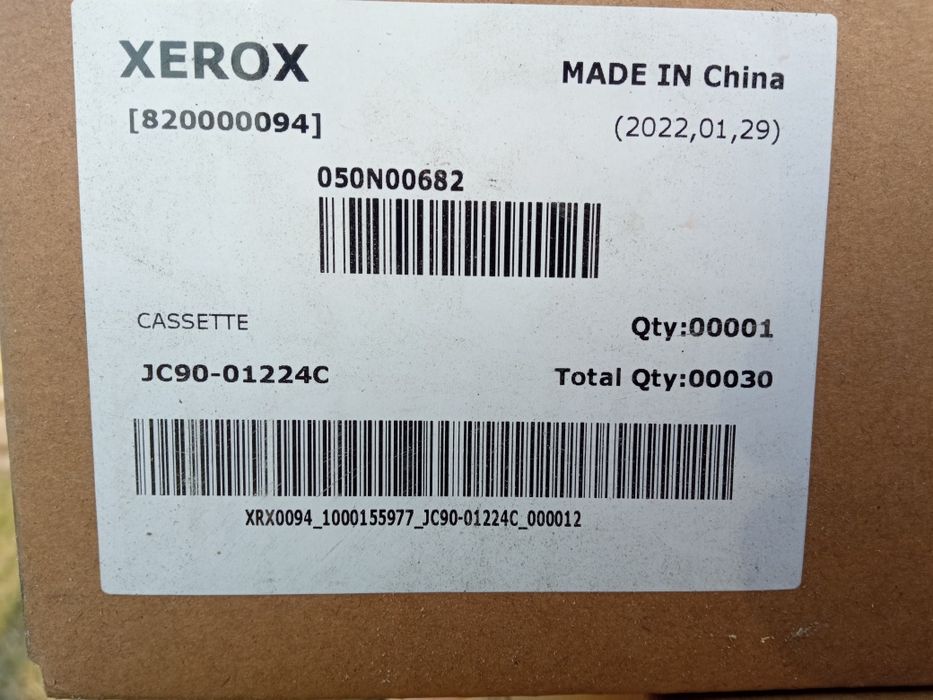 XEROX
MADE IN China
[820000094]
(2022,01,29)
050N00682
CASSETTE
Qty:00001
JC90-01224C
Total Qty:00030
XRX0094_1000155977_JC90-01224C_000012